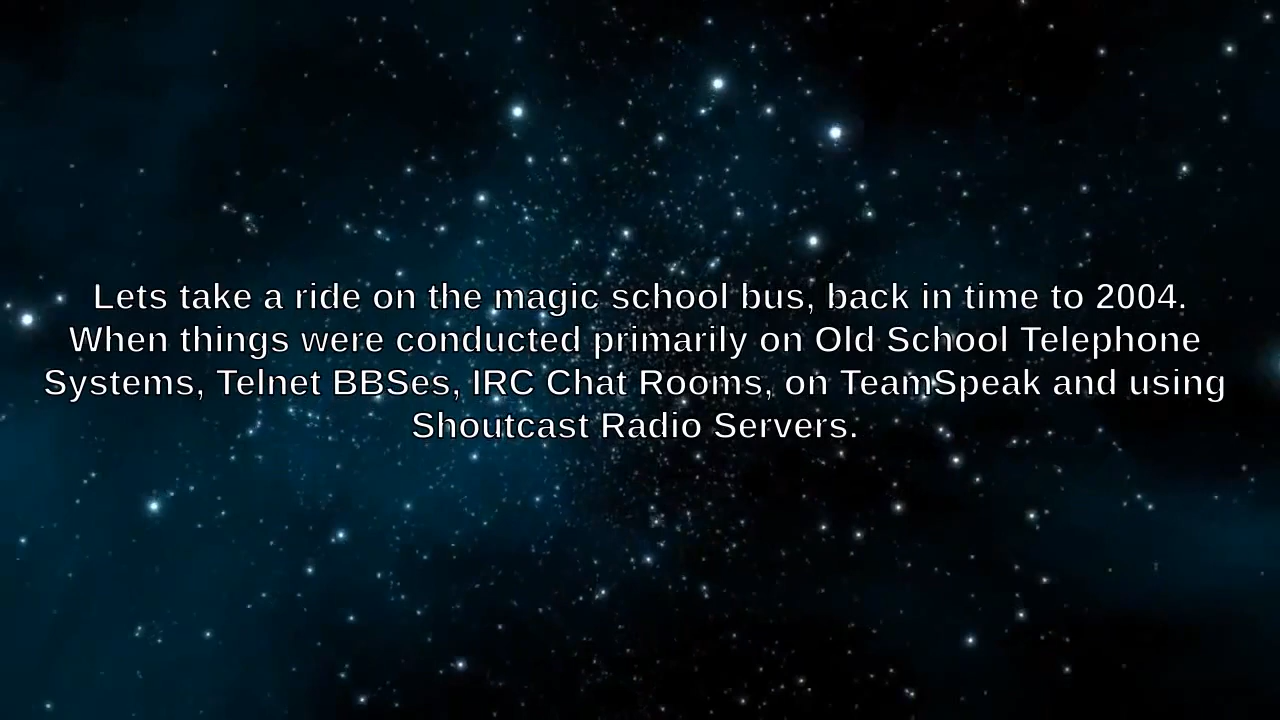 Lets take a ride on the magic school bus, back in time to 2004.
When things were conducted primarily on Old School Telephone
Systems, Telnet BBSes, IRC Chat Rooms, on TeamSpeak and using
Shoutcast Radio Servers.